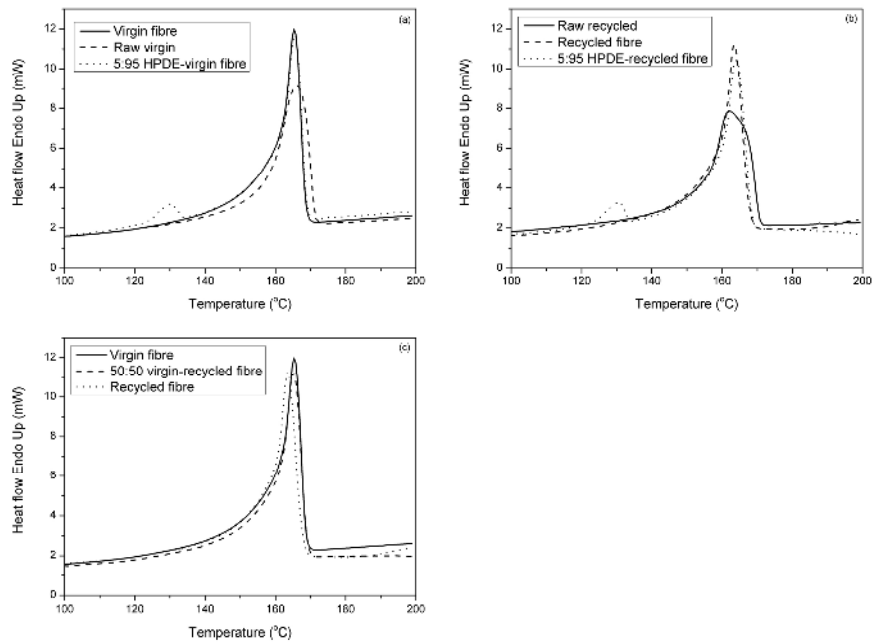 (a)
Virgin fibre
Raw virgin
5:95 HPDE-virgin fibre
Heat flow Endo Up (mW)
12
10
8
6
4
2
0
100
120
140
160
180
200
Temperature (°C)
(b)
Raw recycled
Recycled fibre
5:95 HPDE-recycled fibre
Heat flow Endo Up (mW)
12
10
8
6
4
2
0
100
120
140
160
180
200
Temperature (°C)
(c)
Virgin fibre
50:50 virgin-recycled fibre
Recycled fibre
Heat flow Endo Up (mW)
12
10
8
6
4
2
0
100
120
140
160
180
200
Temperature (°C)